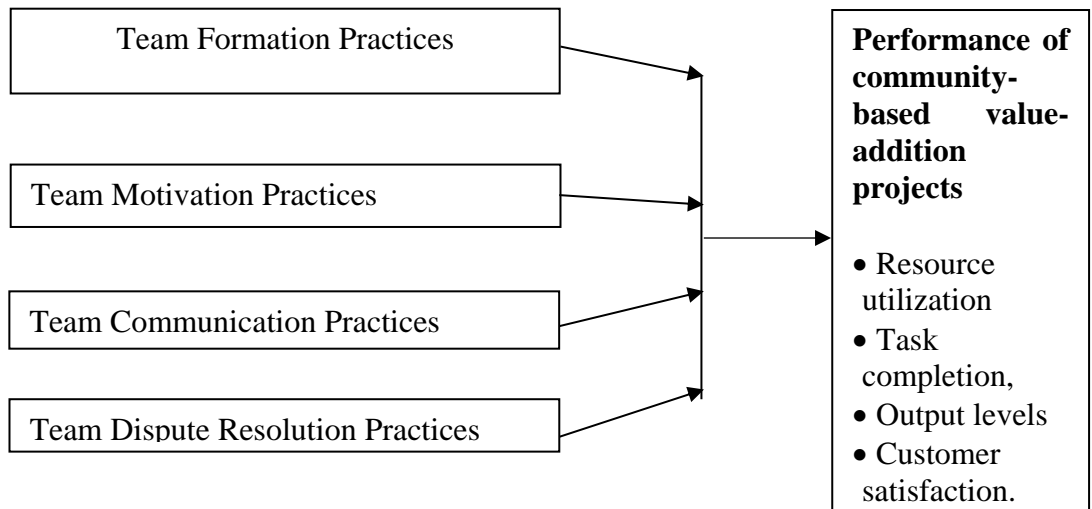 Team Formation Practices
Team Motivation Practices
Team Communication Practices
Team Dispute Resolution Practices
Performance of
community-
based value-
addition
projects
• Resource
utilization
• Task
completion,
• Output levels
• Customer
satisfaction.